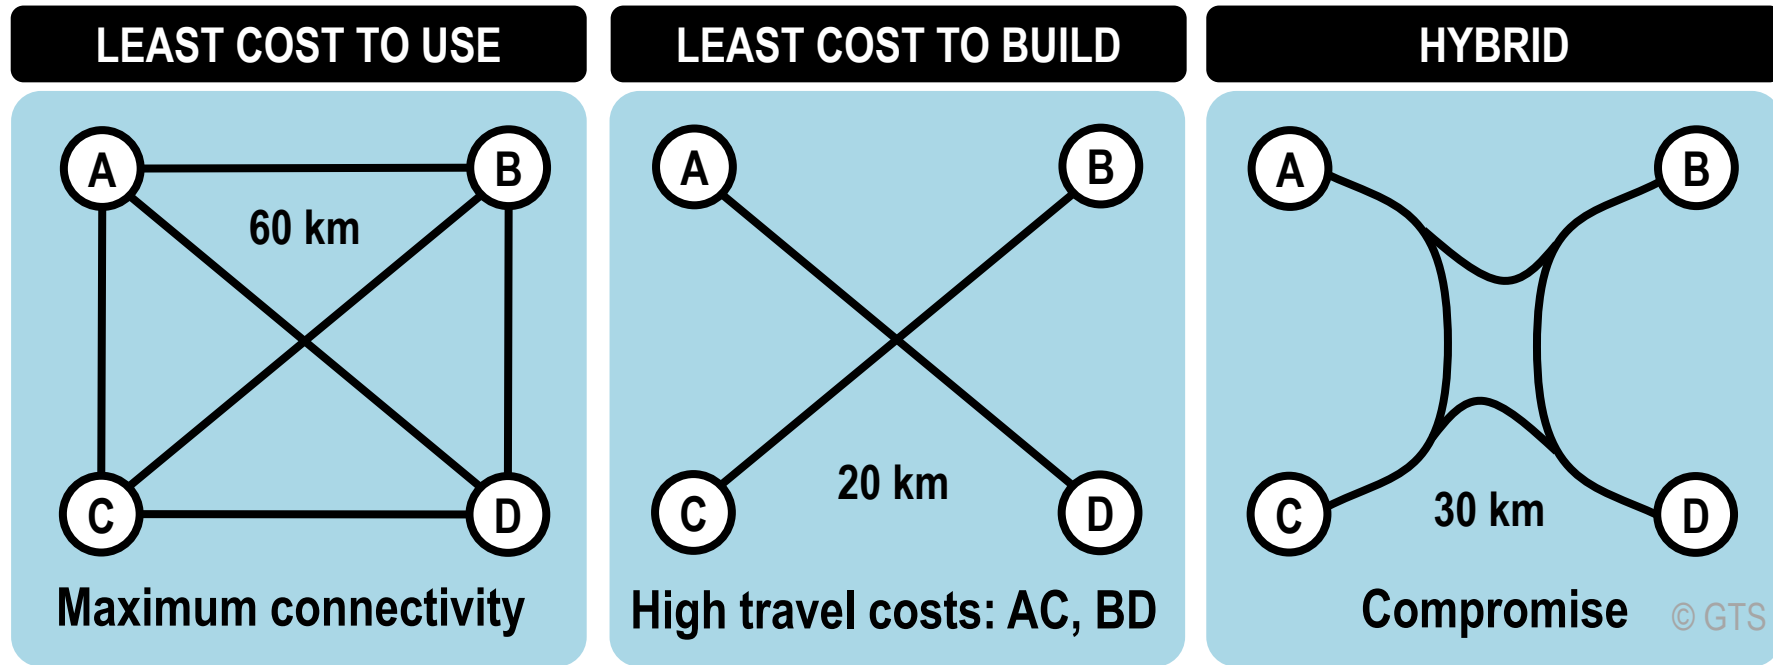 LEAST COST TO USE
LEAST COST TO BUILD
HYBRID
A
B
60 km
C
D
Maximum connectivity
A
B
C
20 km
D
High travel costs: AC, BD
A
B
C
30 km
D
Compromise
© GTS